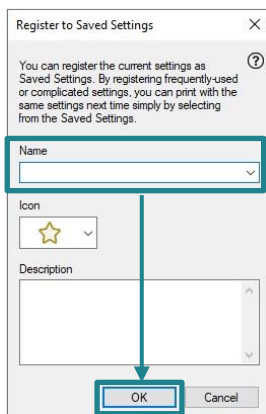 Register to Saved Settings
You can register the current settings as
Saved Settings. By registering frequently-used
or complicated settings, you can print with the
same settings next time simply by selecting
from the Saved Settings.
Name
Icon
Description
OK
Cancel